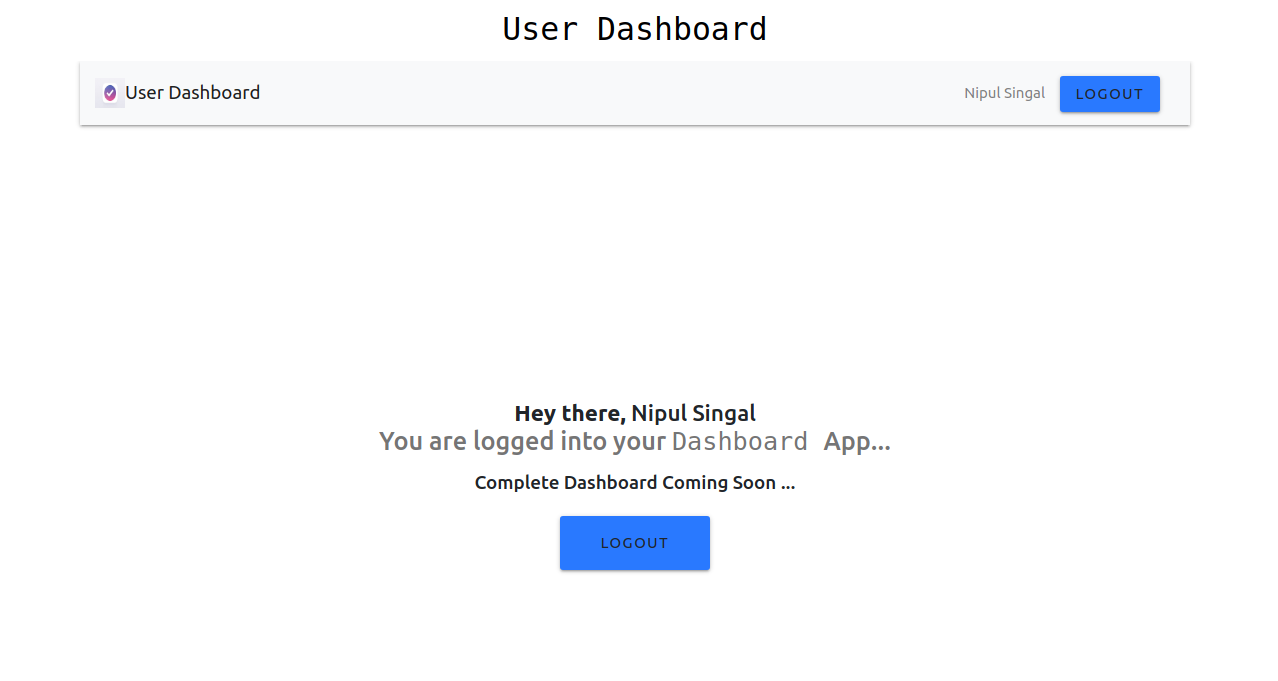 User Dashboard
User Dashboard Nipul Singal LOGOUT
Hey there, Nipul Singal
You are logged into your Dashboard App...
Complete Dashboard Coming Soon ...
LOGOUT